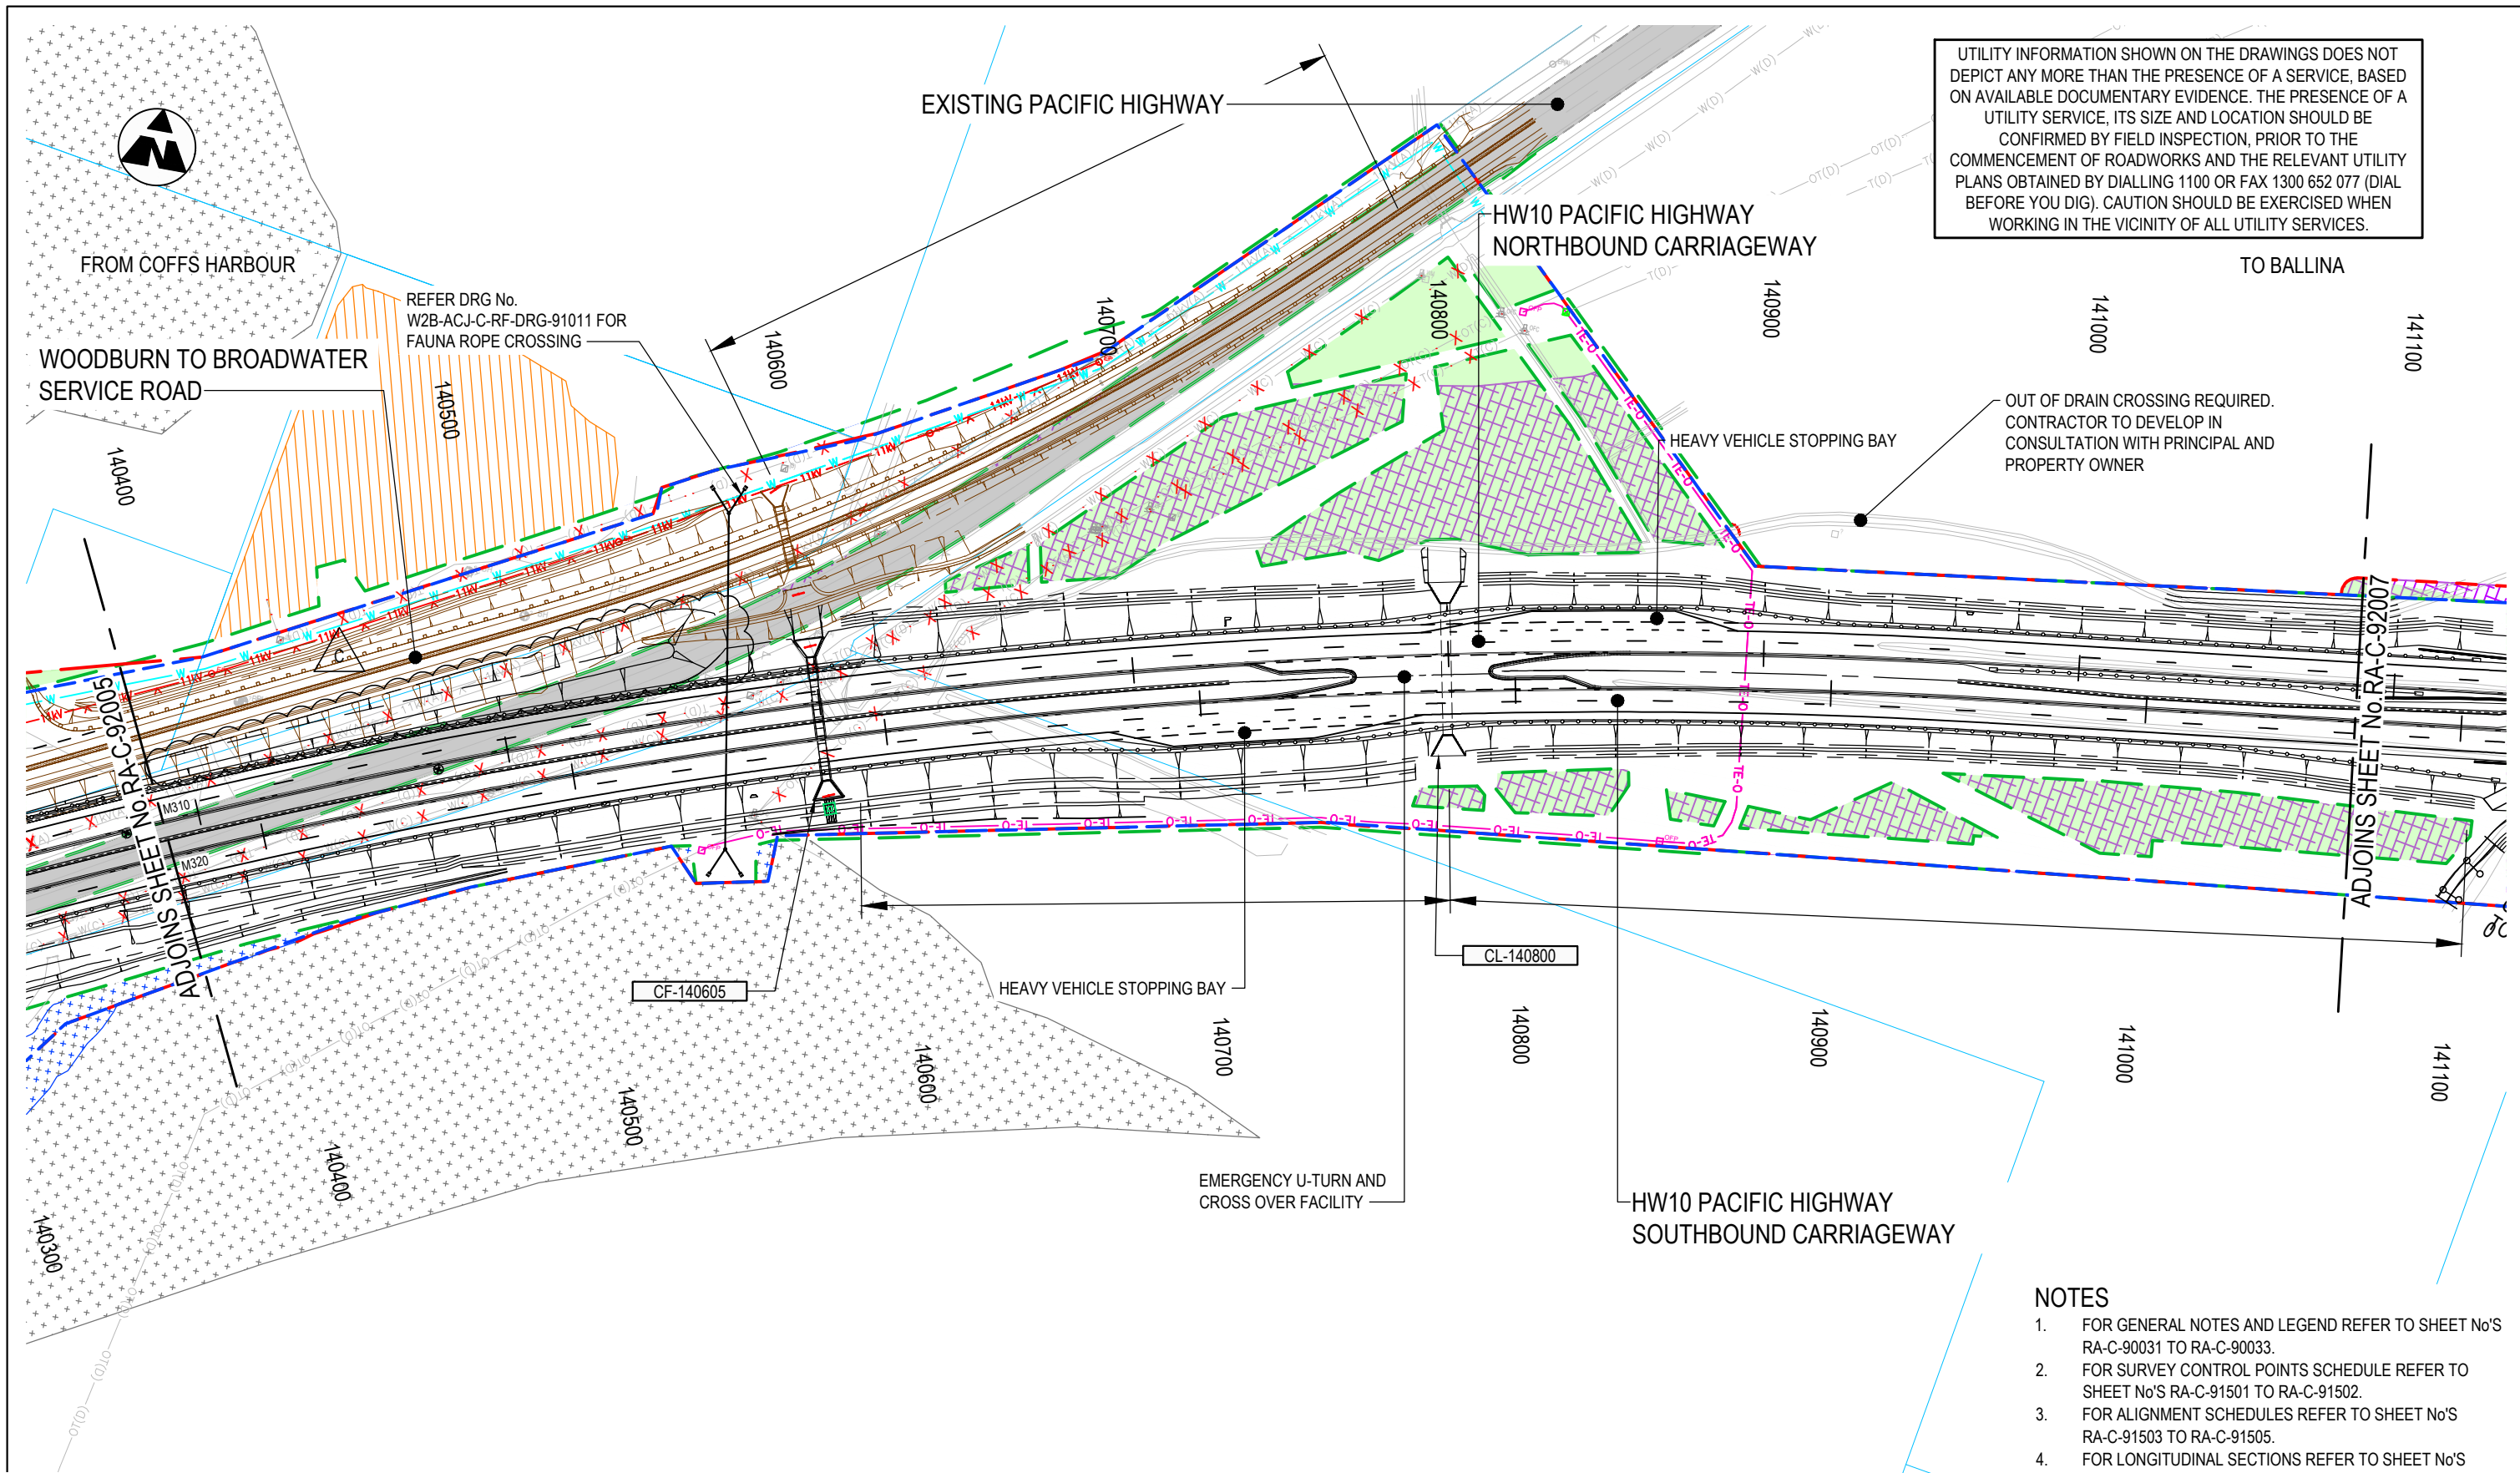 UTILITY INFORMATION SHOWN ON THE DRAWINGS DOES NOT
DEPICT ANY MORE THAN THE PRESENCE OF A SERVICE, BASED
ON AVAILABLE DOCUMENTARY EVIDENCE. THE PRESENCE OF A
UTILITY SERVICE, ITS SIZE AND LOCATION SHOULD BE
CONFIRMED BY FIELD INSPECTION, PRIOR TO THE
COMMENCEMENT OF ROADWORKS AND THE RELEVANT UTILITY
PLANS OBTAINED BY DIALLING 1100 OR FAX 1300 652 077 (DIAL
BEFORE YOU DIG). CAUTION SHOULD BE EXERCISED WHEN
WORKING IN THE VICINITY OF ALL UTILITY SERVICES.
EXISTING PACIFIC HIGHWAY
HW10 PACIFIC HIGHWAY
NORTHBOUND CARRIAGEWAY
FROM COFFS HARBOUR
TO BALLINA
REFER DRG No.
W2B-ACJ-C-RF-DRG-91011 FOR
FAUNA ROPE CROSSING
WOODBURN TO BROADWATER
SERVICE ROAD
140400
140500
140600
140700
140800
140900
141000
141100
HEAVY VEHICLE STOPPING BAY
OUT OF DRAIN CROSSING REQUIRED.
CONTRACTOR TO DEVELOP IN
CONSULTATION WITH PRINCIPAL AND
PROPERTY OWNER
ADJOINS SHEET No.RA-C-92005
ADJOINS SHEET No.RA-C-92007
C
P
M310
M320
CF-140605
HEAVY VEHICLE STOPPING BAY
CL-140800
140300
140400
140500
140600
140700
140800
140900
141000
141100
EMERGENCY U-TURN AND
CROSS OVER FACILITY
HW10 PACIFIC HIGHWAY
SOUTHBOUND CARRIAGEWAY
NOTES
1. FOR GENERAL NOTES AND LEGEND REFER TO SHEET No'S
RA-C-90031 TO RA-C-90033.
2. FOR SURVEY CONTROL POINTS SCHEDULE REFER TO
SHEET No'S RA-C-91501 TO RA-C-91502.
3. FOR ALIGNMENT SCHEDULES REFER TO SHEET No'S
RA-C-91503 TO RA-C-91505.
4. FOR LONGITUDINAL SECTIONS REFER TO SHEET No'S